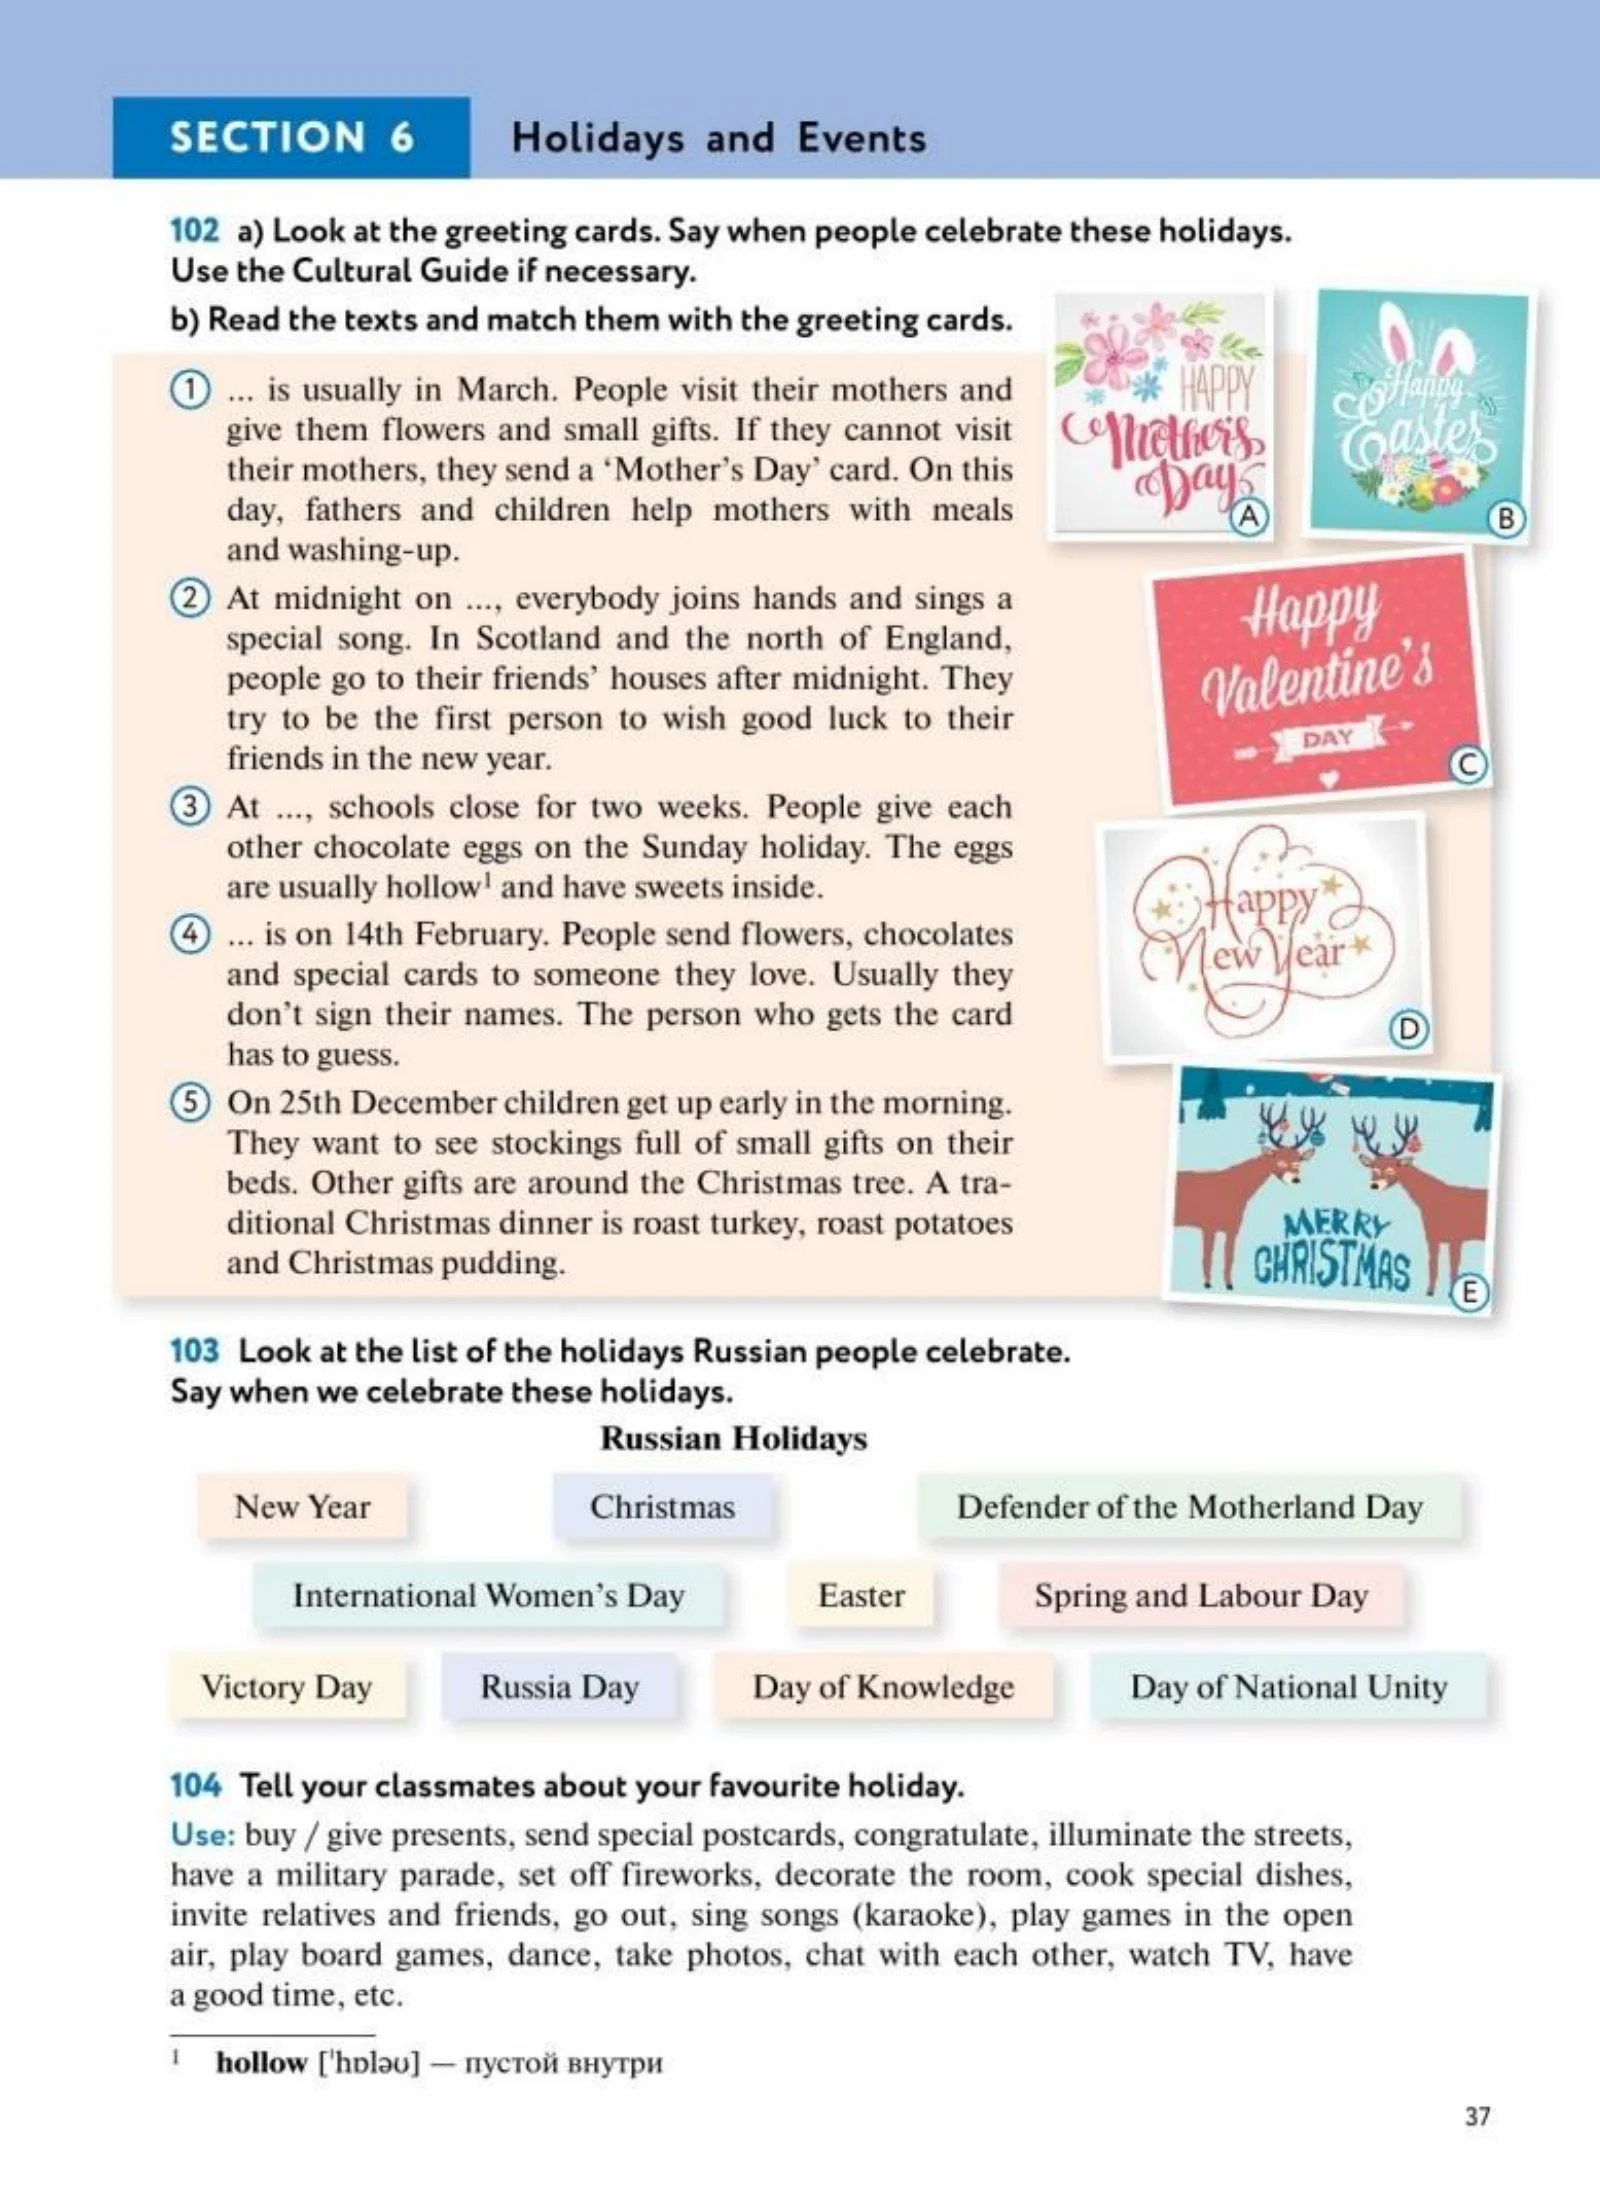 SECTION 6
Holidays and Events
102 a) Look at the greeting cards. Say when people celebrate these holidays.
Use the Cultural Guide if necessary.
b) Read the texts and match them with the greeting cards.
1 ... is usually in March. People visit their mothers and
give them flowers and small gifts. If they cannot visit
their mothers, they send a ‘Mother’s Day’ card. On this
day, fathers and children help mothers with meals
and washing-up.
2 At midnight on ..., everybody joins hands and sings a
special song. In Scotland and the north of England,
people go to their friends’ houses after midnight. They
try to be the first person to wish good luck to their
friends in the new year.
3 At ..., schools close for two weeks. People give each
other chocolate eggs on the Sunday holiday. The eggs
are usually hollow¹ and have sweets inside.
4 ... is on 14th February. People send flowers, chocolates
and special cards to someone they love. Usually they
don’t sign their names. The person who gets the card
has to guess.
5 On 25th December children get up early in the morning.
They want to see stockings full of small gifts on their
beds. Other gifts are around the Christmas tree. A tra-
ditional Christmas dinner is roast turkey, roast potatoes
and Christmas pudding.
HAPPY
Mother's
Day
A
Happy
Easter
B
Happy
Valentine's
DAY
C
Happy
New Year
D
MERRY
CHRISTMAS
E
103 Look at the list of the holidays Russian people celebrate.
Say when we celebrate these holidays.
Russian Holidays
New Year
Christmas
Defender of the Motherland Day
International Women’s Day
Easter
Spring and Labour Day
Victory Day
Russia Day
Day of Knowledge
Day of National Unity
104 Tell your classmates about your favourite holiday.
Use: buy / give presents, send special postcards, congratulate, illuminate the streets,
have a military parade, set off fireworks, decorate the room, cook special dishes,
invite relatives and friends, go out, sing songs (karaoke), play games in the open
air, play board games, dance, take photos, chat with each other, watch TV, have
a good time, etc.
1 hollow [ˈhɒləʊ] — пустой внутри
37